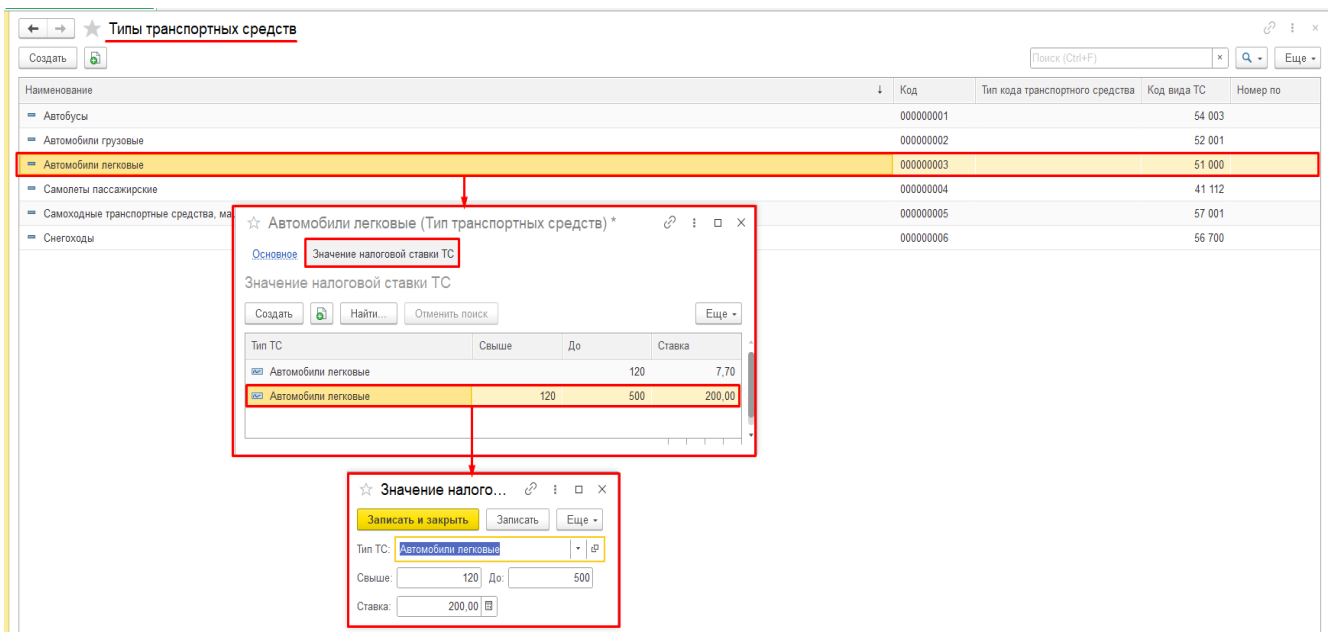 Типы транспортных средств
Создать Поиск (Ctrl+F) × Еще
Наименование ↓ Код Тип кода транспортного средства Код вида ТС Номер по
Автобусы 000000001 54 003
Автомобили грузовые 000000002 52 001
Автомобили легковые 000000003 51 000
Самолеты пассажирские 000000004 41 112
Самоходные транспортные средства, ма 000000005 57 001
Снегоходы 000000006 56 700
Автомобили легковые (Тип транспортных средств) *
Основное Значение налоговой ставки ТС
Значение налоговой ставки ТС
Создать Найти... Отменить поиск Еще
Тип ТС Свыше До Ставка
Автомобили легковые 120 7,70
Автомобили легковые 120 500 200,00
Значение налого...
Записать и закрыть Записать Еще
Тип ТС: Автомобили легковые
Свыше: 120 До: 500
Ставка: 200,00